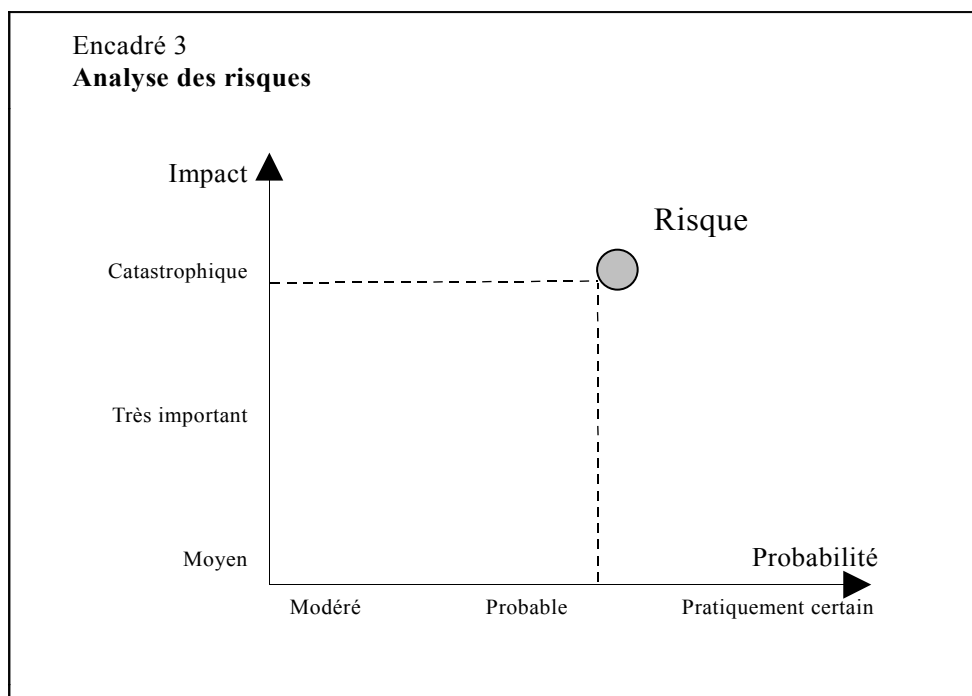 Encadré 3
Analyse des risques
Impact
Risque
Catastrophique
Très important
Moyen
Probabilité
Modéré
Probable
Pratiquement certain